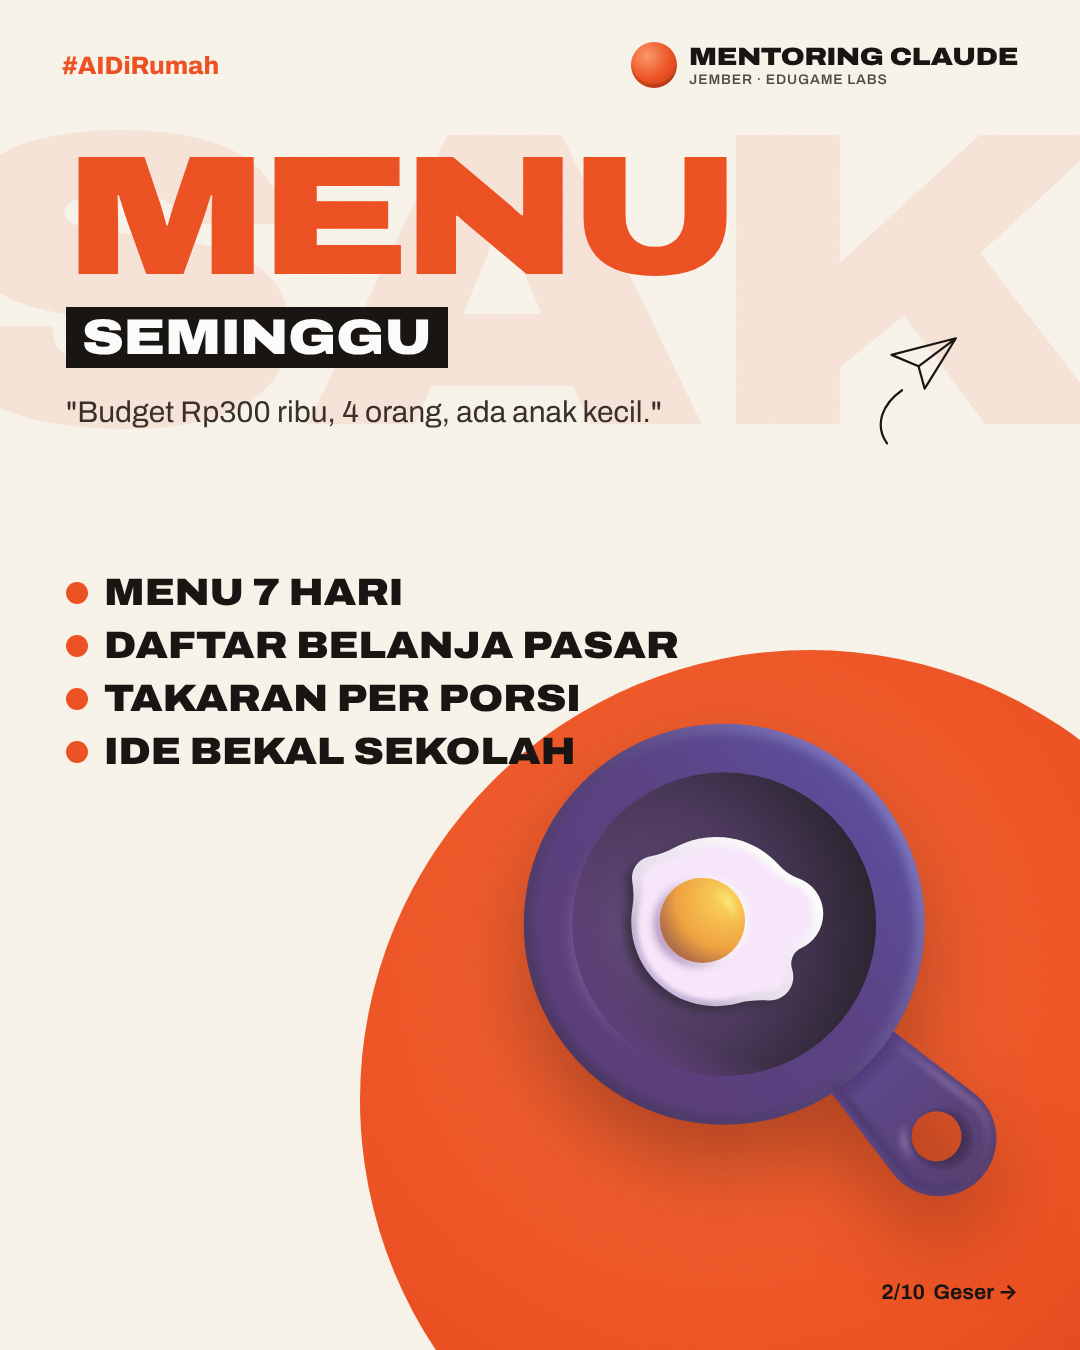 #AIDiRumah
MENTORING CLAUDE
JEMBER · EDUGAME LABS
SAK
MENU
SEMINGGU
"Budget Rp300 ribu, 4 orang, ada anak kecil."
MENU 7 HARI
DAFTAR BELANJA PASAR
TAKARAN PER PORSI
IDE BEKAL SEKOLAH
2/10 Geser →